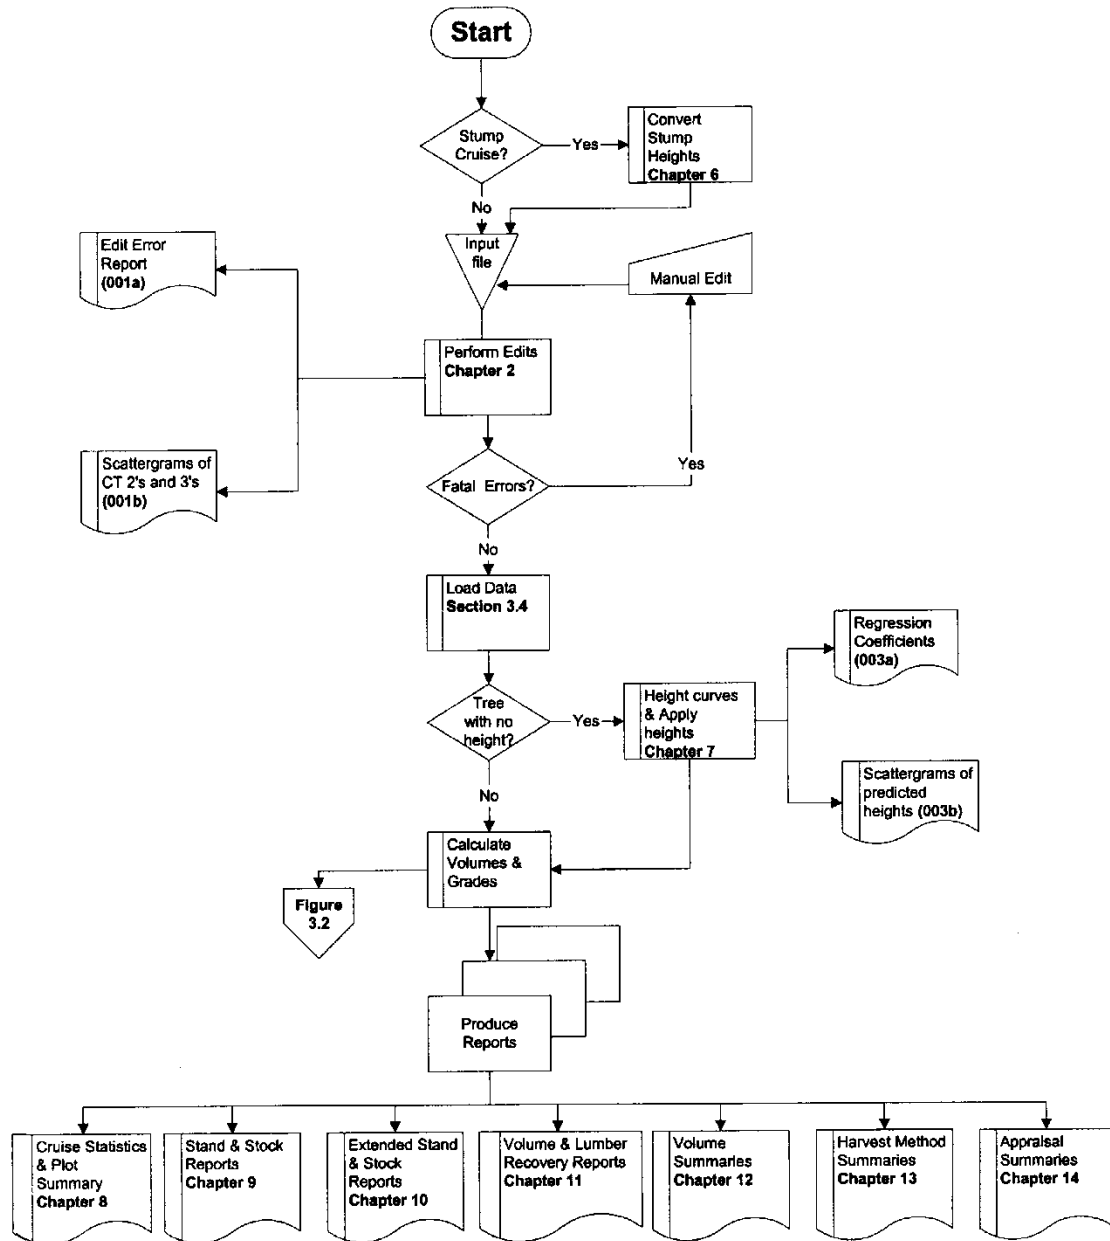 Start
Stump
Cruise?
Yes
Convert
Stump
Heights
Chapter 6
No
Input
file
Edit Error
Report
(001a)
Manual Edit
Perform Edits
Chapter 2
Scattergrams of
CT 2's and 3's
(001b)
Fatal Errors?
Yes
No
Load Data
Section 3.4
Regression
Coefficients
(003a)
Tree
with no
height?
Yes
Height curves
& Apply
heights
Chapter 7
Scattergrams of
predicted
heights (003b)
No
Calculate
Volumes &
Grades
Figure
3.2
Produce
Reports
Cruise Statistics
& Plot
Summary
Chapter 8
Stand & Stock
Reports
Chapter 9
Extended Stand
& Stock
Reports
Chapter 10
Volume & Lumber
Recovery Reports
Chapter 11
Volume
Summaries
Chapter 12
Harvest Method
Summaries
Chapter 13
Appraisal
Summaries
Chapter 14